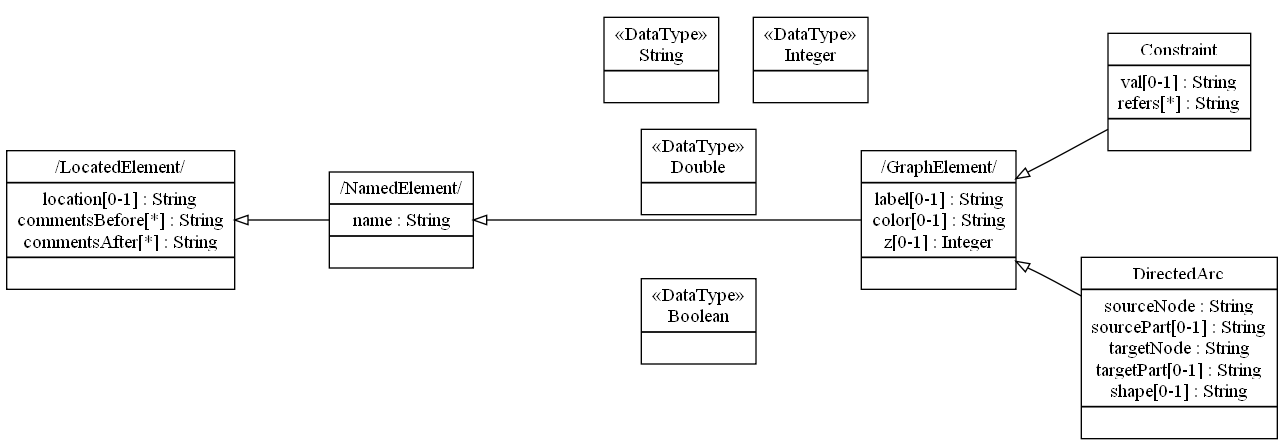 /LocatedElement/
location[0-1] : String
commentsBefore[*] : String
commentsAfter[*] : String
/NamedElement/
name : String
«DataType»
String
«DataType»
Integer
«DataType»
Double
«DataType»
Boolean
/GraphElement/
label[0-1] : String
color[0-1] : String
z[0-1] : Integer
Constraint
val[0-1] : String
refers[*] : String
DirectedArc
sourceNode : String
sourcePart[0-1] : String
targetNode : String
targetPart[0-1] : String
shape[0-1] : String